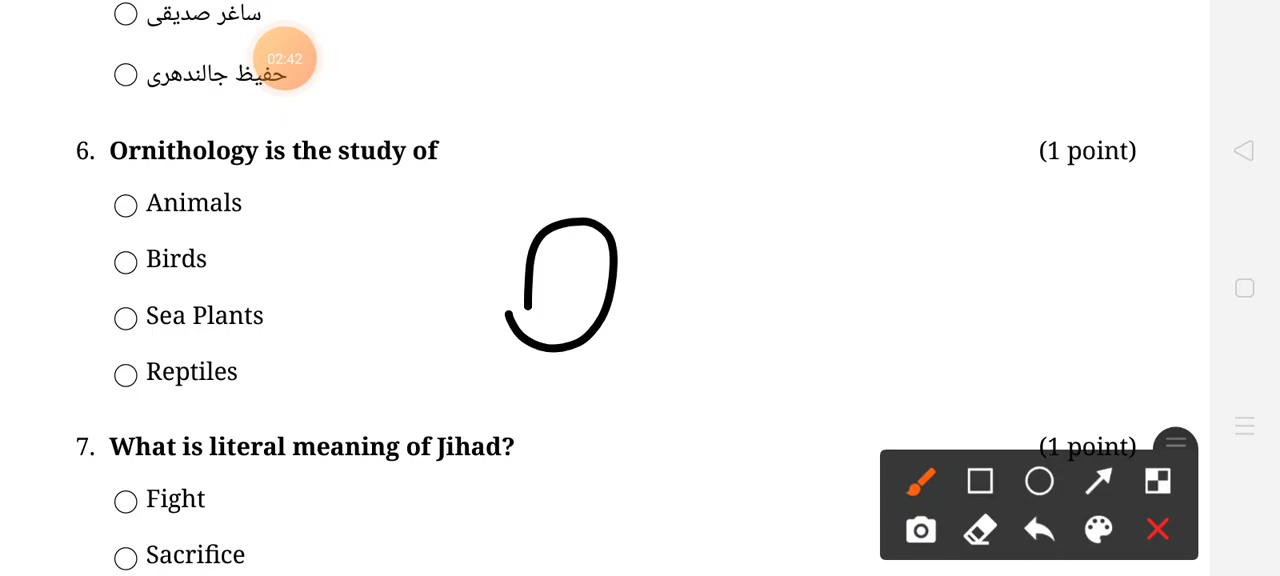 ساغر صدیقی
02:42
حفیظ جالندھری
6. Ornithology is the study of (1 point)
Animals
Birds
Sea Plants
Reptiles
7. What is literal meaning of Jihad? (1 point)
Fight
Sacrifice